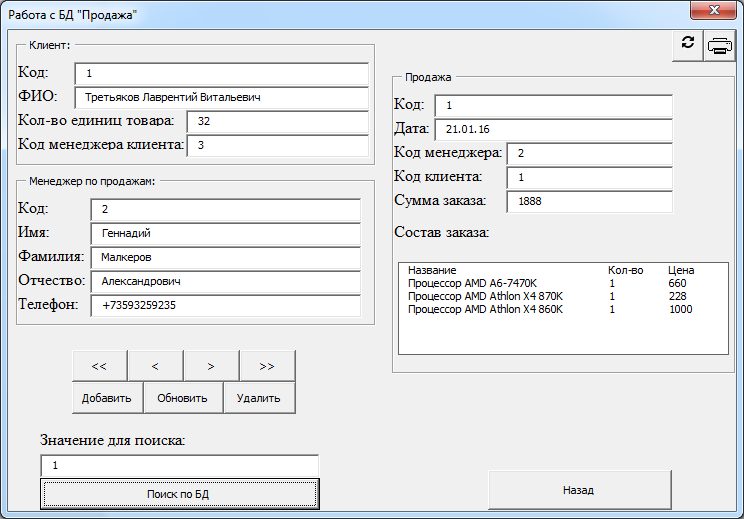 Работа с БД "Продажа"
Клиент:
Код: 1
ФИО: Третьяков Лаврентий Витальевич
Кол-во единиц товара: 32
Код менеджера клиента: 3
Менеджер по продажам:
Код: 2
Имя: Геннадий
Фамилия: Малкеров
Отчество: Александрович
Телефон: +73593259235
<< < > >>
Добавить Обновить Удалить
Значение для поиска:
1
Поиск по БД
Продажа
Код: 1
Дата: 21.01.16
Код менеджера: 2
Код клиента: 1
Сумма заказа: 1888
Состав заказа:
Название Кол-во Цена
Процессор AMD A6-7470K 1 660
Процессор AMD Athlon X4 870K 1 228
Процессор AMD Athlon X4 860K 1 1000
Назад